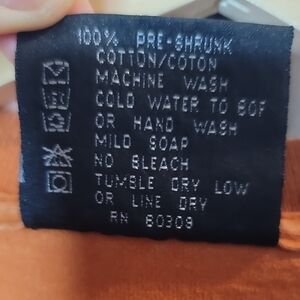 100% PRE-SHRUNK
COTTON/COTON
MACHINE WASH
COLD WATER TO 60F
OR HAND WASH
MILD SOAP
NO BLEACH
TUMBLE DRY LOW
OR LINE DRY
RN 60309